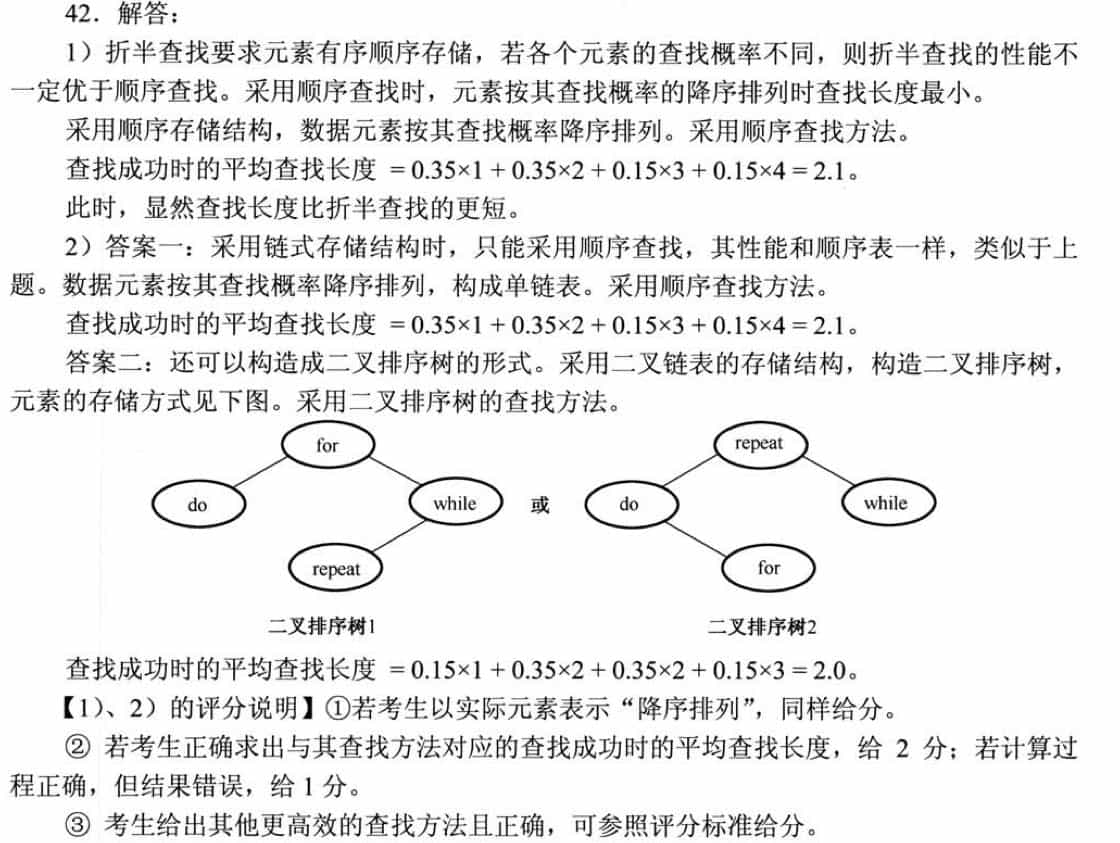 42．解答：
1）折半查找要求元素有序顺序存储，若各个元素的查找概率不同，则折半查找的性能不
一定优于顺序查找。采用顺序查找时，元素按其查找概率的降序排列时查找长度最小。
采用顺序存储结构，数据元素按其查找概率降序排列。采用顺序查找方法。
查找成功时的平均查找长度 = 0.35×1 + 0.35×2 + 0.15×3 + 0.15×4 = 2.1。
此时，显然查找长度比折半查找的更短。
2）答案一：采用链式存储结构时，只能采用顺序查找，其性能和顺序表一样，类似于上
题。数据元素按其查找概率降序排列，构成单链表。采用顺序查找方法。
查找成功时的平均查找长度 = 0.35×1 + 0.35×2 + 0.15×3 + 0.15×4 = 2.1。
答案二：还可以构造成二叉排序树的形式。采用二叉链表的存储结构，构造二叉排序树，
元素的存储方式见下图。采用二叉排序树的查找方法。
for
repeat
do
while
或
do
while
repeat
for
二叉排序树1
二叉排序树2
查找成功时的平均查找长度 = 0.15×1 + 0.35×2 + 0.35×2 + 0.15×3 = 2.0。
【1）、2）的评分说明】①若考生以实际元素表示“降序排列”，同样给分。
② 若考生正确求出与其查找方法对应的查找成功时的平均查找长度，给 2 分；若计算过
程正确，但结果错误，给 1 分。
③ 考生给出其他更高效的查找方法且正确，可参照评分标准给分。